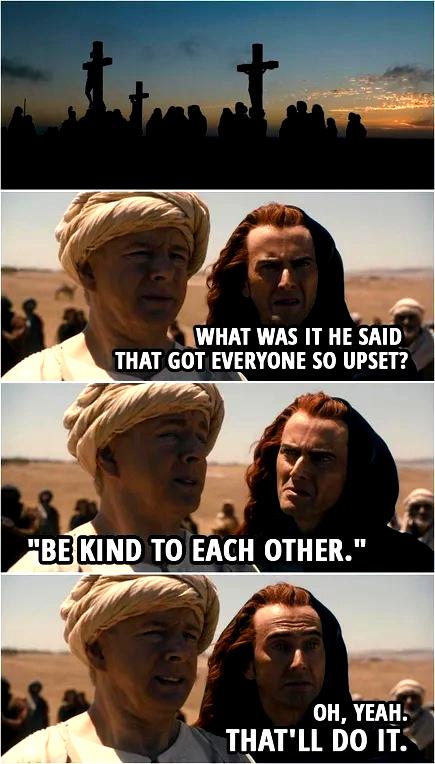 WHAT WAS IT HE SAID
THAT GOT EVERYONE SO UPSET?
"BE KIND TO EACH OTHER."
OH, YEAH.
THAT'LL DO IT.